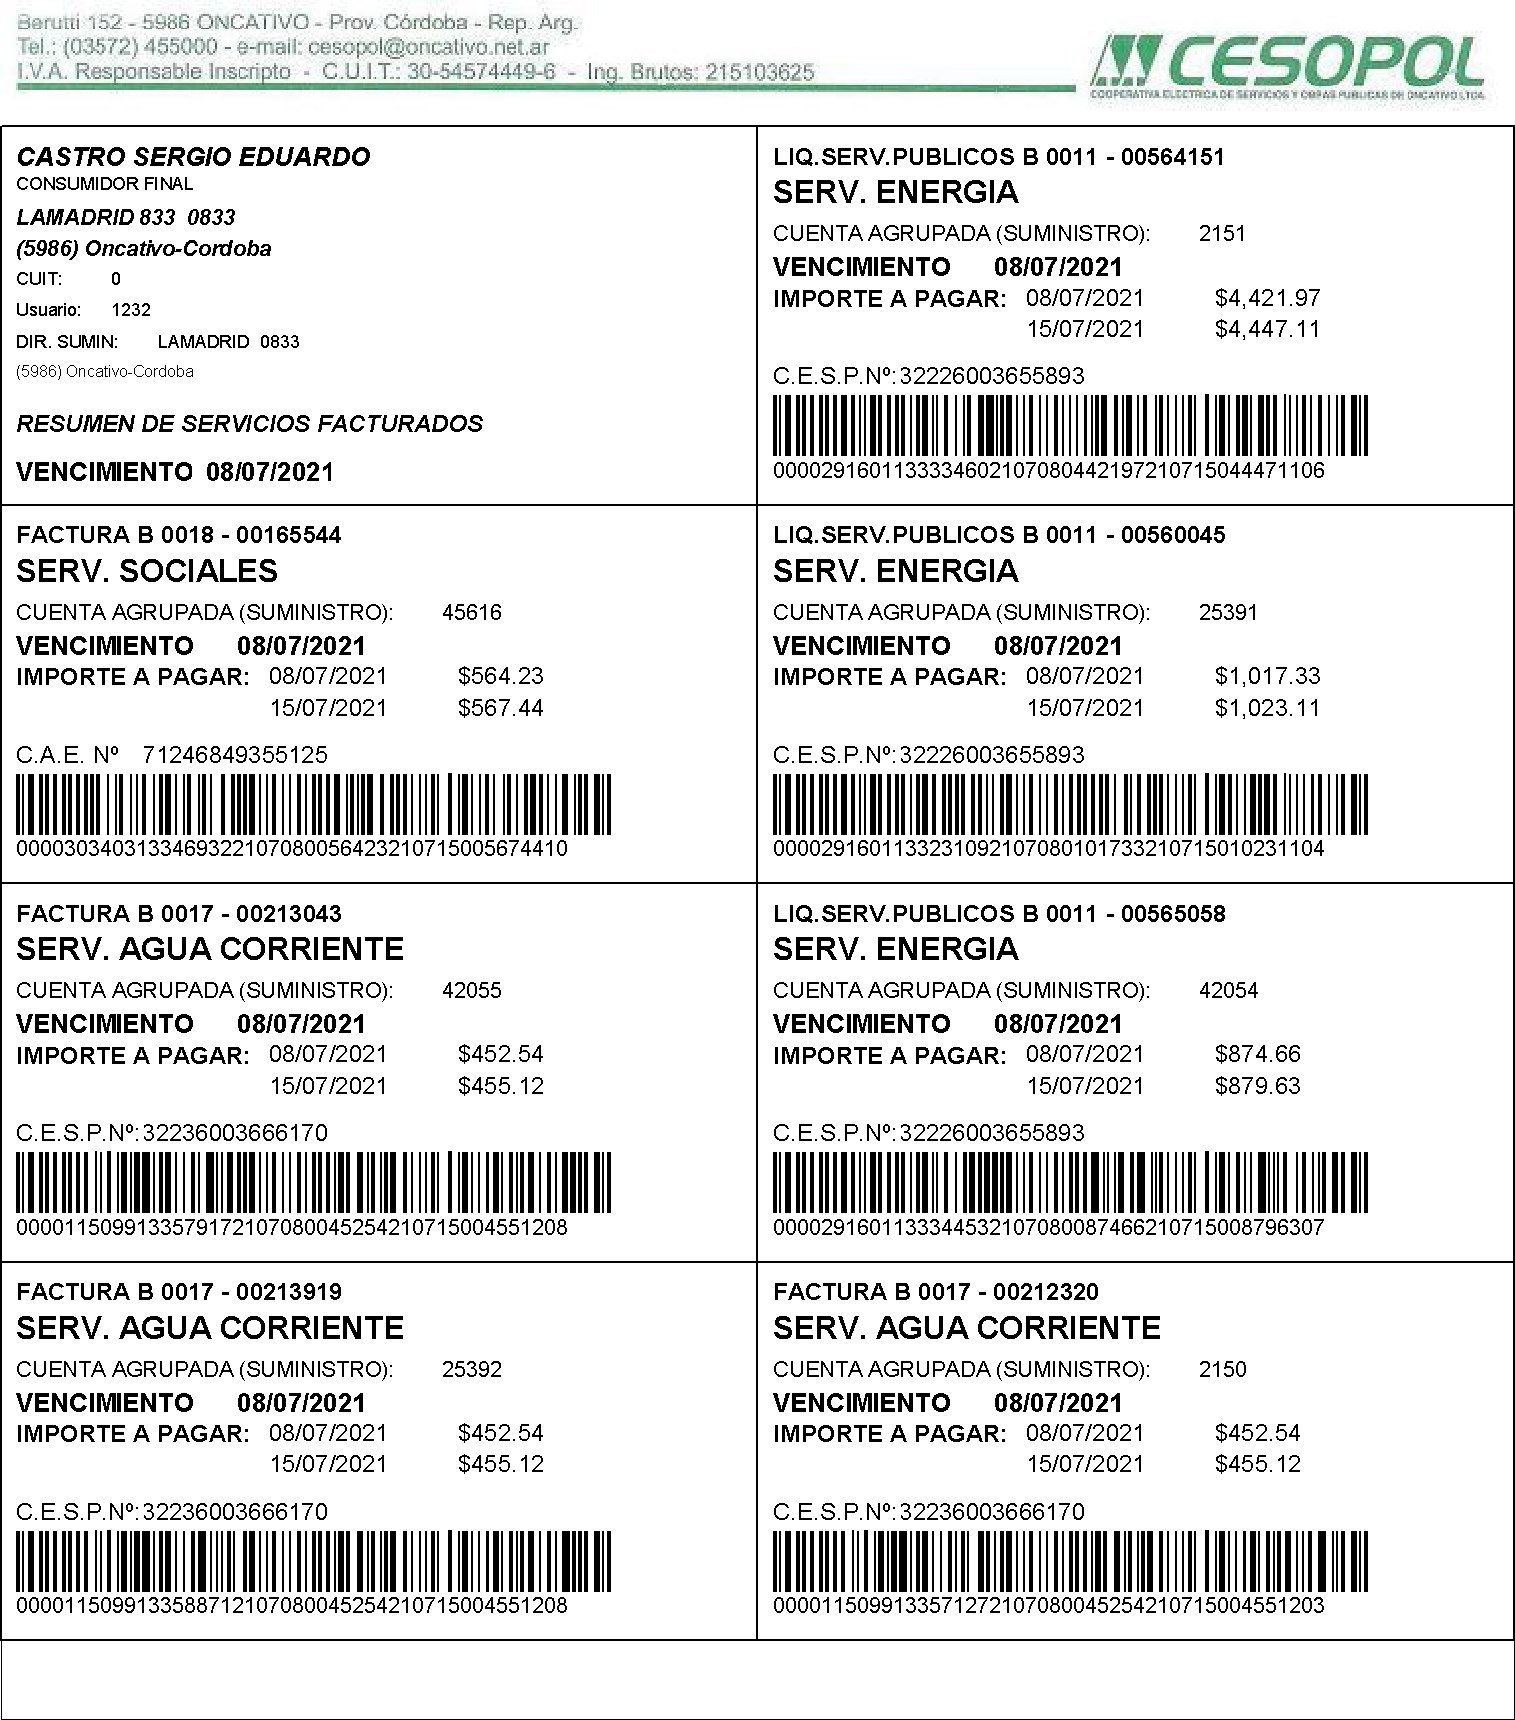 Berutti 152 - 5986 ONCATIVO - Prov. Córdoba - Rep. Arg.
Tel.: (03572) 455000 - e-mail: cesopol@oncativo.net.ar
I.V.A. Responsable Inscripto - C.U.I.T.: 30-54574449-6 - Ing. Brutos: 215103625
CESOPOL
COOPERATIVA ELECTRICA DE SERVICIOS Y OBRAS PUBLICAS DE ONCATIVO LTDA.
CASTRO SERGIO EDUARDO
CONSUMIDOR FINAL
LAMADRID 833 0833
(5986) Oncativo-Cordoba
CUIT: 0
Usuario: 1232
DIR. SUMIN: LAMADRID 0833
(5986) Oncativo-Cordoba
RESUMEN DE SERVICIOS FACTURADOS
VENCIMIENTO 08/07/2021
LIQ.SERV.PUBLICOS B 0011 - 00564151
SERV. ENERGIA
CUENTA AGRUPADA (SUMINISTRO): 2151
VENCIMIENTO 08/07/2021
IMPORTE A PAGAR: 08/07/2021 $4,421.97
15/07/2021 $4,447.11
C.E.S.P.Nº: 32226003655893
0000291601133334602107080442197210715044471106
FACTURA B 0018 - 00165544
SERV. SOCIALES
CUENTA AGRUPADA (SUMINISTRO): 45616
VENCIMIENTO 08/07/2021
IMPORTE A PAGAR: 08/07/2021 $564.23
15/07/2021 $567.44
C.A.E. Nº 71246849355125
0000303403133469322107080056423210715005674410
LIQ.SERV.PUBLICOS B 0011 - 00560045
SERV. ENERGIA
CUENTA AGRUPADA (SUMINISTRO): 25391
VENCIMIENTO 08/07/2021
IMPORTE A PAGAR: 08/07/2021 $1,017.33
15/07/2021 $1,023.11
C.E.S.P.Nº: 32226003655893
0000291601133231092107080101733210715010231104
FACTURA B 0017 - 00213043
SERV. AGUA CORRIENTE
CUENTA AGRUPADA (SUMINISTRO): 42055
VENCIMIENTO 08/07/2021
IMPORTE A PAGAR: 08/07/2021 $452.54
15/07/2021 $455.12
C.E.S.P.Nº: 32236003666170
0000115099133579172107080045254210715004551208
LIQ.SERV.PUBLICOS B 0011 - 00565058
SERV. ENERGIA
CUENTA AGRUPADA (SUMINISTRO): 42054
VENCIMIENTO 08/07/2021
IMPORTE A PAGAR: 08/07/2021 $874.66
15/07/2021 $879.63
C.E.S.P.Nº: 32226003655893
0000291601133344532107080087466210715008796307
FACTURA B 0017 - 00213919
SERV. AGUA CORRIENTE
CUENTA AGRUPADA (SUMINISTRO): 25392
VENCIMIENTO 08/07/2021
IMPORTE A PAGAR: 08/07/2021 $452.54
15/07/2021 $455.12
C.E.S.P.Nº: 32236003666170
0000115099133588712107080045254210715004551208
FACTURA B 0017 - 00212320
SERV. AGUA CORRIENTE
CUENTA AGRUPADA (SUMINISTRO): 2150
VENCIMIENTO 08/07/2021
IMPORTE A PAGAR: 08/07/2021 $452.54
15/07/2021 $455.12
C.E.S.P.Nº: 32236003666170
0000115099133571272107080045254210715004551203